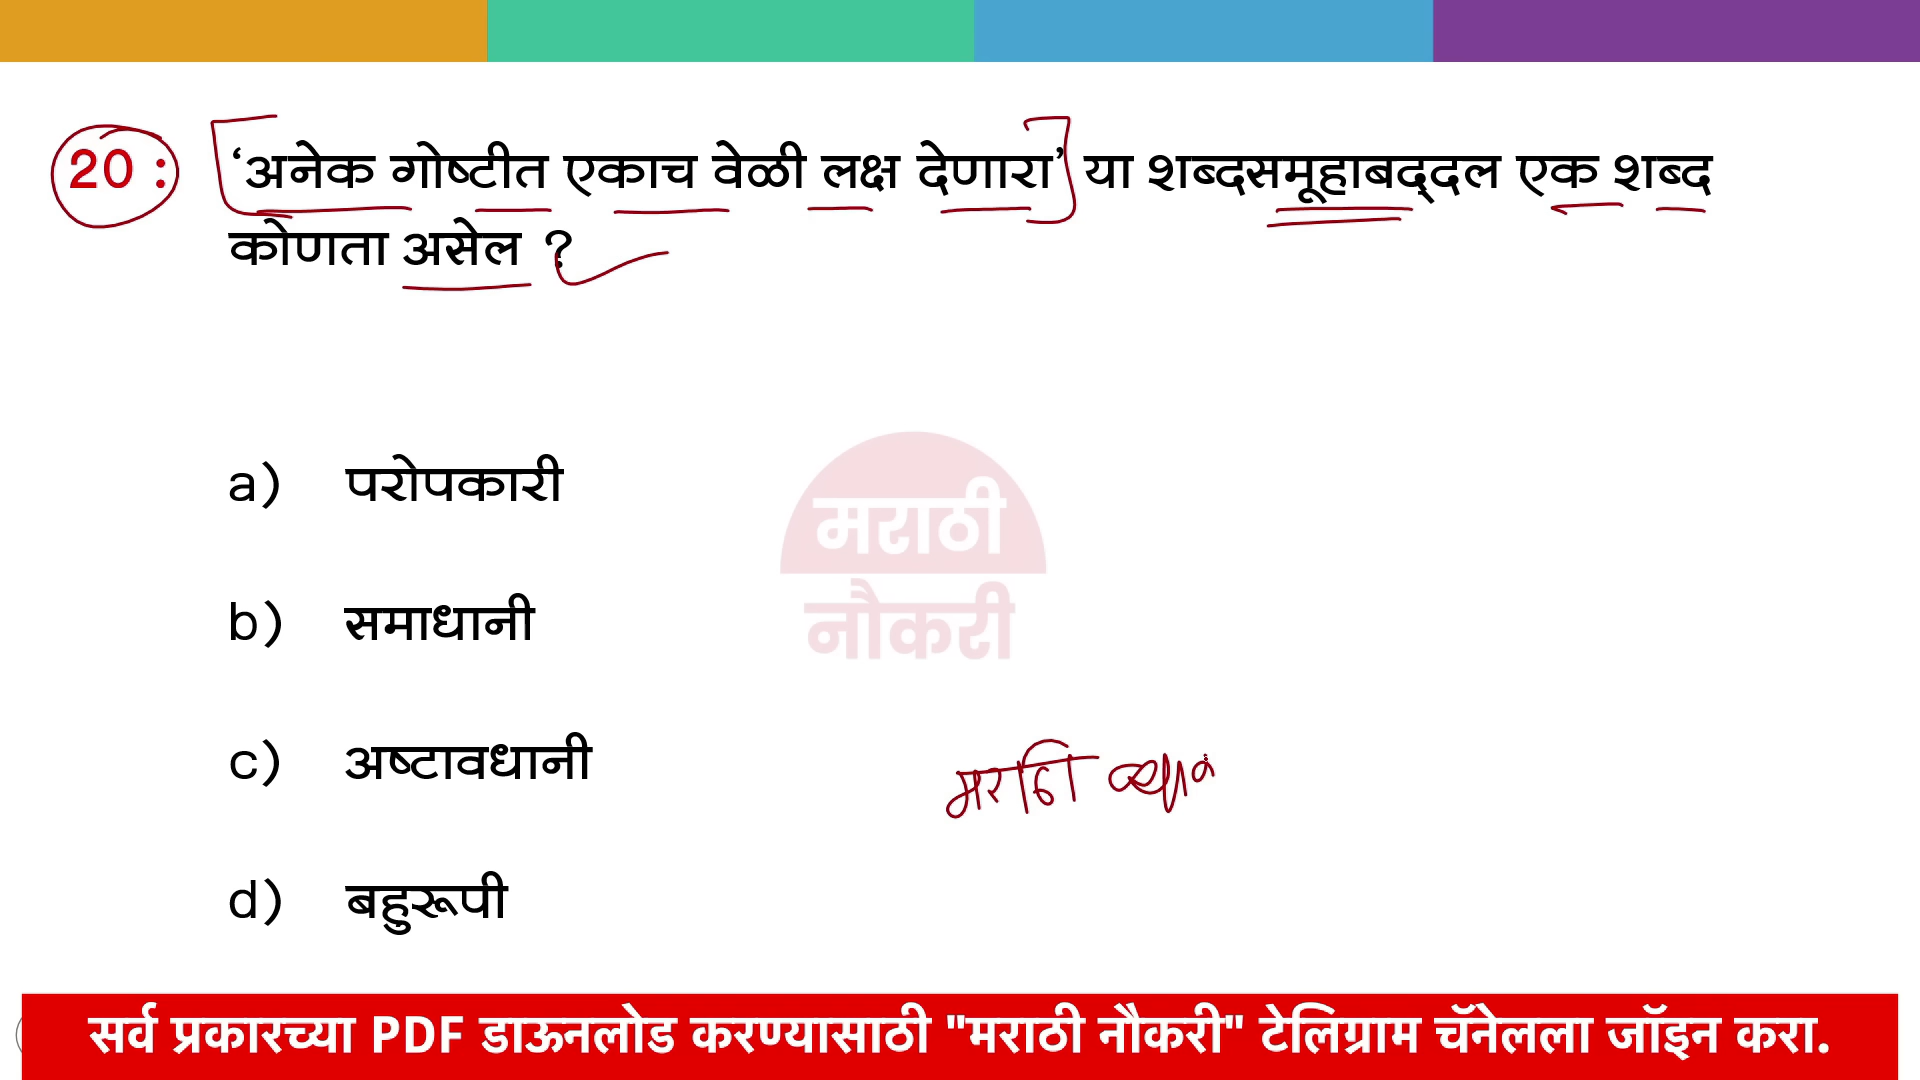 20 : ‘अनेक गोष्टीत एकाच वेळी लक्ष देणारा’ या शब्दसमूहाबद्दल एक शब्द
कोणता असेल ?
a) परोपकारी
मराठी
b) समाधानी
नौकरी
c) अष्टावधानी
मराठी
d) बहुरूपी
सर्व प्रकारच्या PDF डाऊनलोड करण्यासाठी "मराठी नौकरी" टेलिग्राम चॅनेलला जॉइन करा.